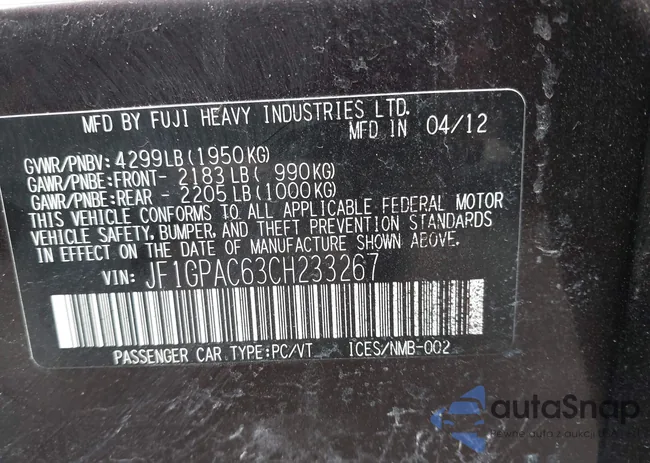 MFD BY FUJI HEAVY INDUSTRIES LTD.
MFD IN 04/12
GVWR/PNBV: 4299LB(1950KG)
GAWR/PNBE:FRONT- 2183LB( 990KG)
GAWR/PNBE:REAR - 2205LB(1000KG)
THIS VEHICLE CONFORMS TO ALL APPLICABLE FEDERAL MOTOR
VEHICLE SAFETY, BUMPER, AND THEFT PREVENTION STANDARDS
IN EFFECT ON THE DATE OF MANUFACTURE SHOWN ABOVE.
VIN: JF1GPAC63CH233267
PASSENGER CAR TYPE:PC/VT ICES/NMB-002
autaSnap
Pewne auta z aukcji